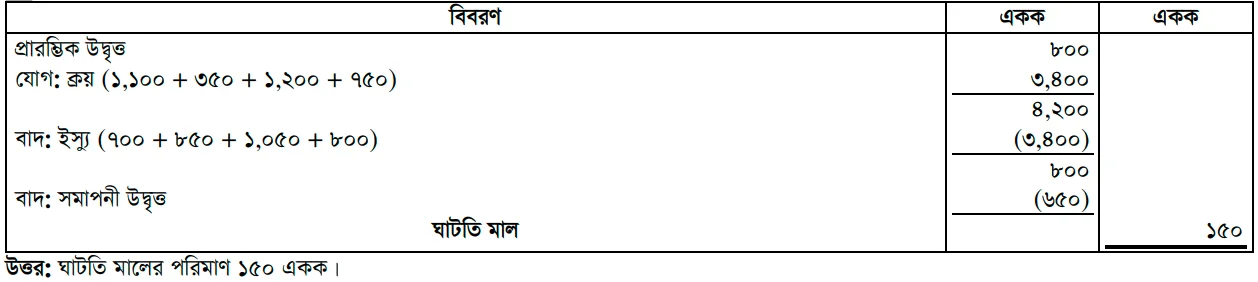 বিবরণ একক একক
প্রারম্ভিক উদ্বৃত্ত ৮০০
যোগ: ক্রয় (১,১০০ + ৩৫০ + ১,২০০ + ৭৫০) ৩,৪০০
৪,২০০
বাদ: ইস্যু (৭০০ + ৮৫০ + ১,০৫০ + ৮০০) (৩,৪০০)
৮০০
বাদ: সমাপনী উদ্বৃত্ত (৬৫০)
ঘাটতি মাল ১৫০
উত্তর: ঘাটতি মালের পরিমাণ ১৫০ একক।